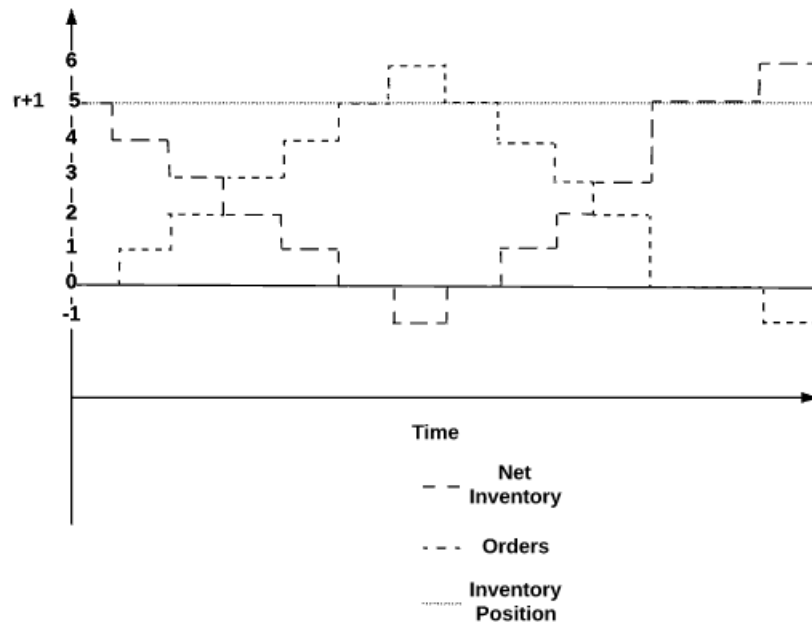 6
r+1 5
4
3
2
1
0
-1
Time
Net
Inventory
Orders
Inventory
Position